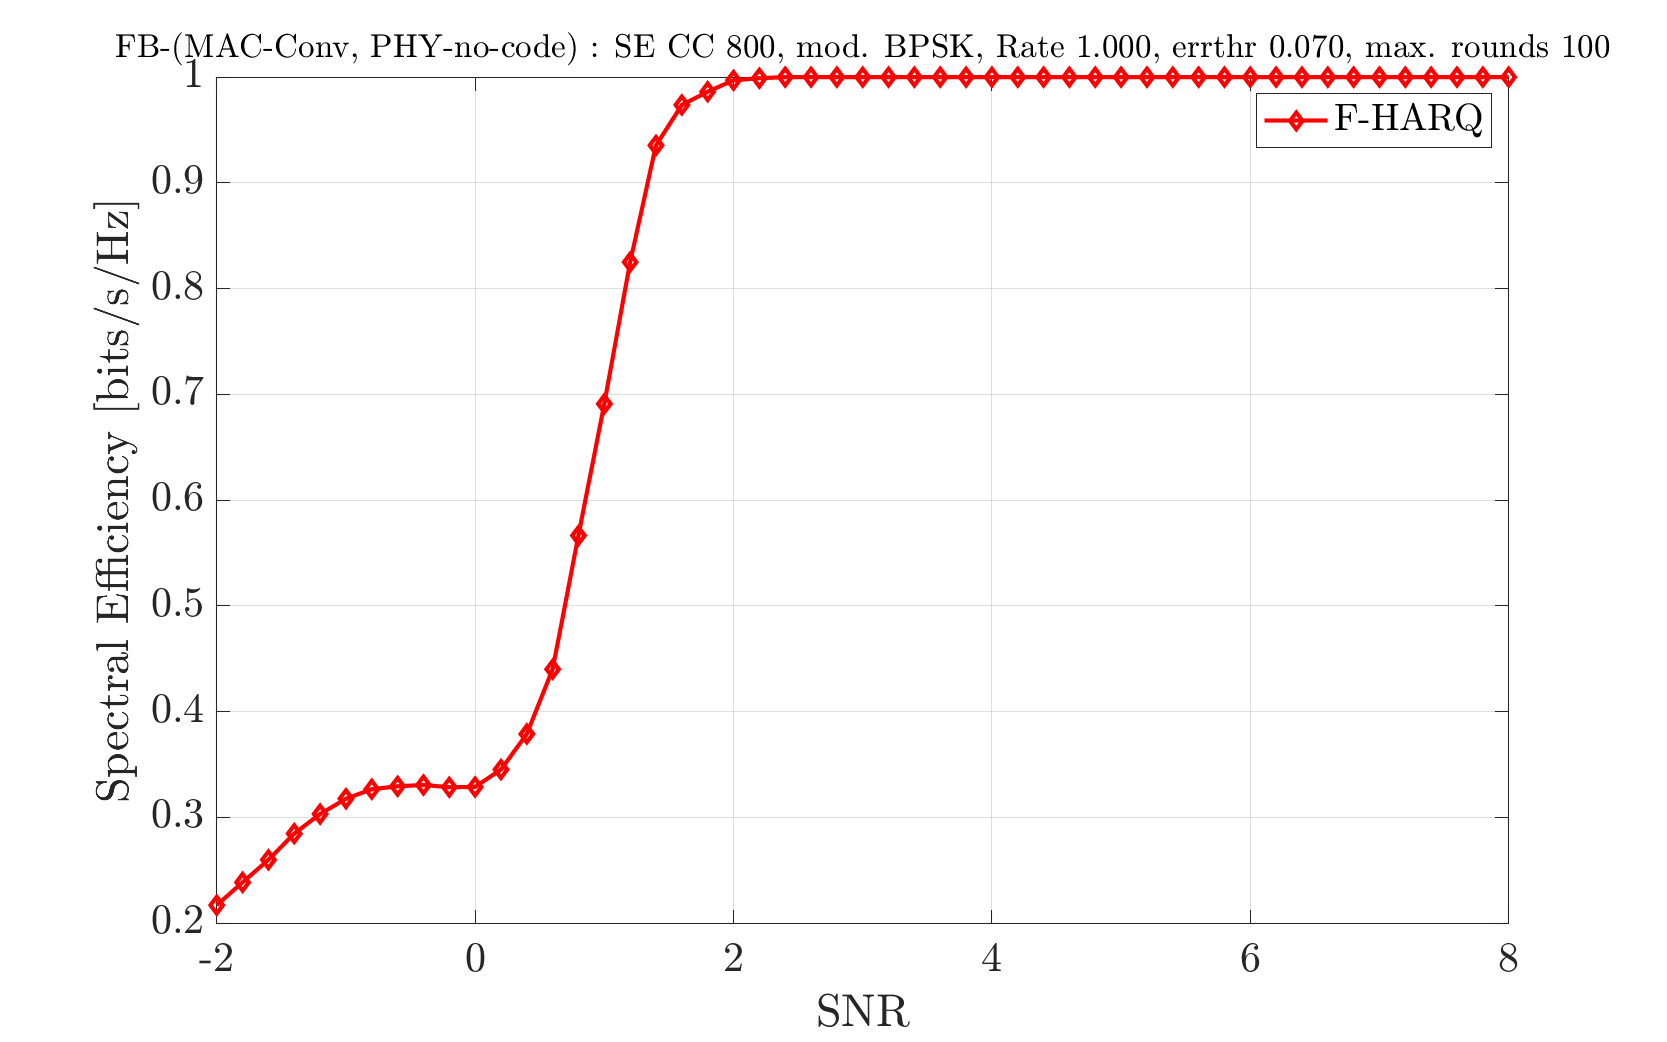 FB-(MAC-Conv, PHY-no-code) : SE CC 800, mod. BPSK, Rate 1.000, errthr 0.070, max. rounds 100
F-HARQ
Spectral Efficiency [bits/s/Hz]
1
0.9
0.8
0.7
0.6
0.5
0.4
0.3
0.2
-2 0 2 4 6 8
SNR